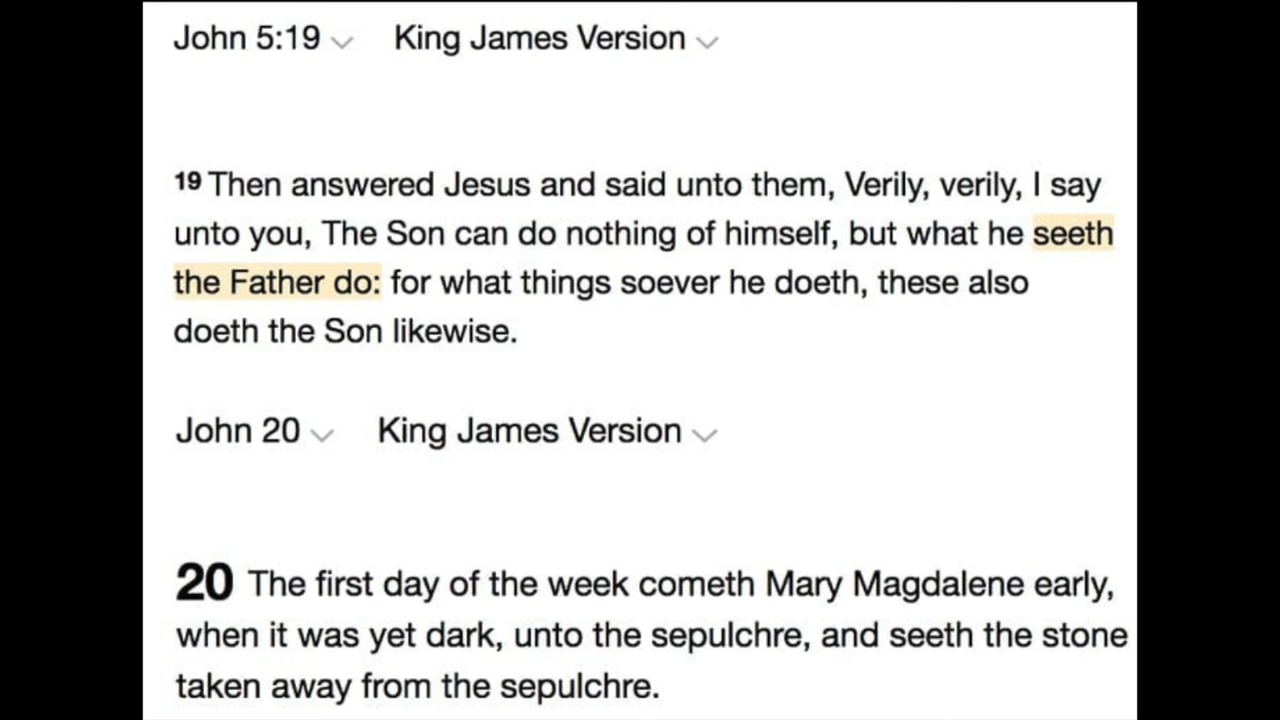 John 5:19 King James Version
19 Then answered Jesus and said unto them, Verily, verily, I say
unto you, The Son can do nothing of himself, but what he seeth
the Father do: for what things soever he doeth, these also
doeth the Son likewise.
John 20 King James Version
20 The first day of the week cometh Mary Magdalene early,
when it was yet dark, unto the sepulchre, and seeth the stone
taken away from the sepulchre.